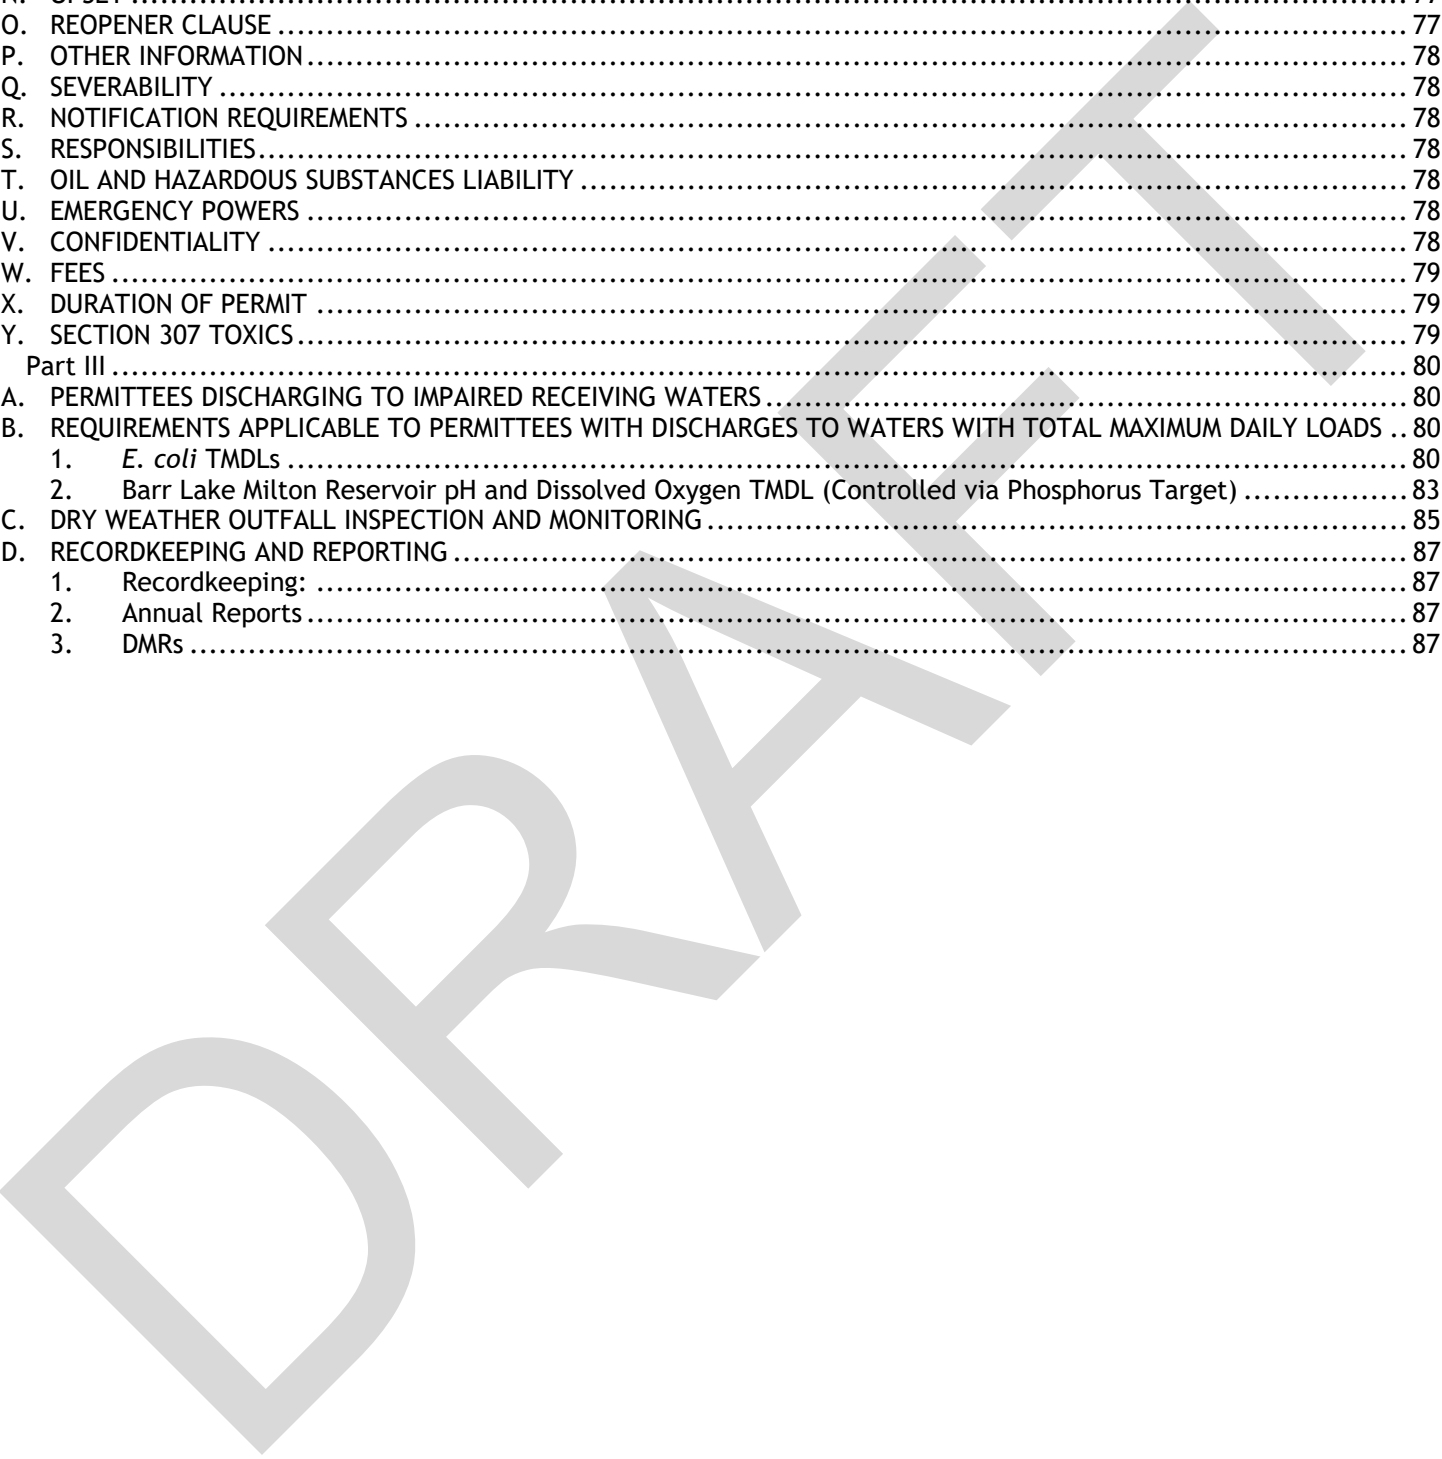 N. UPSET ........ 77
O. REOPENER CLAUSE ........ 77
P. OTHER INFORMATION ........ 78
Q. SEVERABILITY ........ 78
R. NOTIFICATION REQUIREMENTS ........ 78
S. RESPONSIBILITIES ........ 78
T. OIL AND HAZARDOUS SUBSTANCES LIABILITY ........ 78
U. EMERGENCY POWERS ........ 78
V. CONFIDENTIALITY ........ 78
W. FEES ........ 79
X. DURATION OF PERMIT ........ 79
Y. SECTION 307 TOXICS ........ 79
Part III ........ 80
A. PERMITTEES DISCHARGING TO IMPAIRED RECEIVING WATERS ........ 80
B. REQUIREMENTS APPLICABLE TO PERMITTEES WITH DISCHARGES TO WATERS WITH TOTAL MAXIMUM DAILY LOADS .. 80
1. E. coli TMDLs ........ 80
2. Barr Lake Milton Reservoir pH and Dissolved Oxygen TMDL (Controlled via Phosphorus Target) ........ 83
C. DRY WEATHER OUTFALL INSPECTION AND MONITORING ........ 85
D. RECORDKEEPING AND REPORTING ........ 87
1. Recordkeeping: ........ 87
2. Annual Reports ........ 87
3. DMRs ........ 87
DRAFT